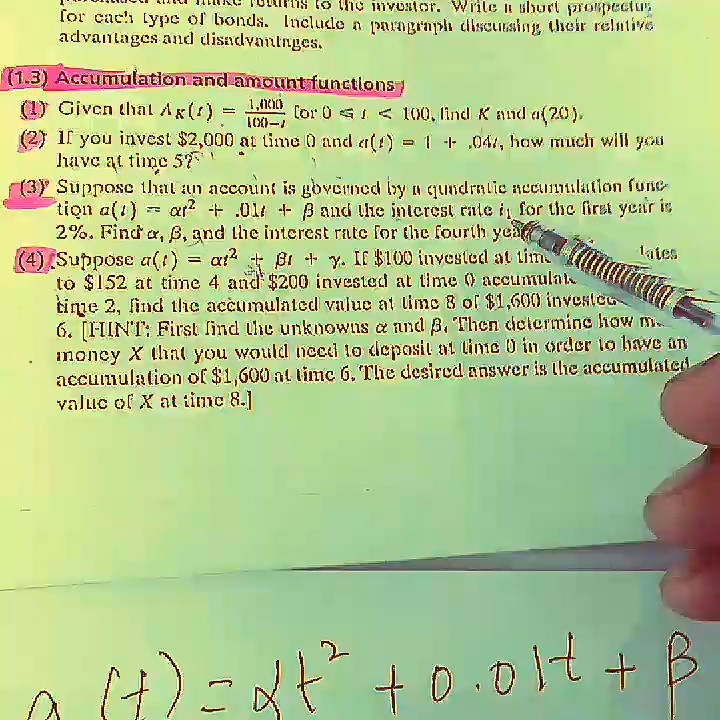 returns to the investor. Write a short prospectus
for each type of bonds. Include a paragraph discussing their relative
advantages and disadvantages.
(1.3) Accumulation and amount functions
(1) Given that A_K(t) = 1,000/100−t for 0 ≤ t < 100, find K and a(20).
(2) If you invest $2,000 at time 0 and a(t) = 1 + .04t, how much will you
have at time 5?
(3) Suppose that an account is governed by a quadratic accumulation func-
tion a(t) = αt² + .01t + β and the interest rate i₁ for the first year is
2%. Find α, β, and the interest rate for the fourth year
(4) Suppose a(t) = αt² + βt + γ. If $100 invested at time lates
to $152 at time 4 and $200 invested at time 0 accumulat
time 2, find the accumulated value at time 8 of $1,600 invested
6. [HINT: First find the unknowns α and β. Then determine how m
money X that you would need to deposit at time 0 in order to have an
accumulation of $1,600 at time 6. The desired answer is the accumulated
value of X at time 8.]
a(t) = αt² + 0.01t + β